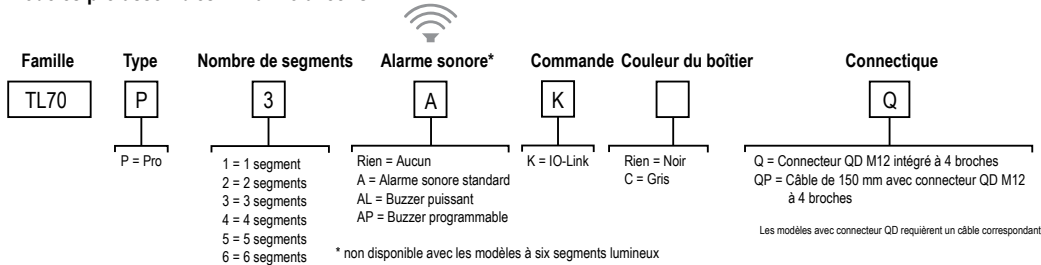 Famille Type Nombre de segments Alarme sonore* Commande Couleur du boîtier Connectique
TL70 P 3 A K Q
P = Pro
1 = 1 segment
2 = 2 segments
3 = 3 segments
4 = 4 segments
5 = 5 segments
6 = 6 segments
Rien = Aucun
A = Alarme sonore standard
AL = Buzzer puissant
AP = Buzzer programmable
K = IO-Link
Rien = Noir
C = Gris
Q = Connecteur QD M12 intégré à 4 broches
QP = Câble de 150 mm avec connecteur QD M12
à 4 broches
Les modèles avec connecteur QD requièrent un câble correspondant
* non disponible avec les modèles à six segments lumineux